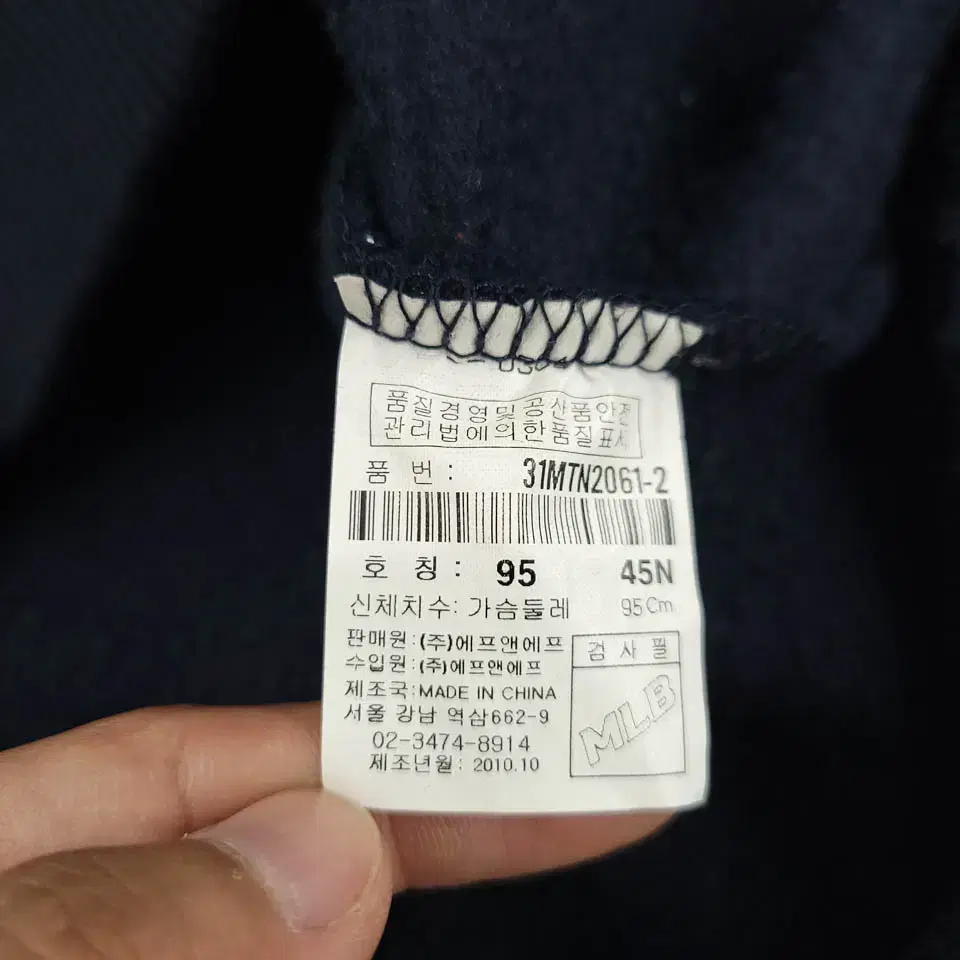 품질경영및 공산품안전
관리법에의한품질표시
품 번 : 31MTN2061-2
호 칭 : 95 45N
신체치수: 가슴둘레 95Cm
판매원:(주)에프앤에프
수입원:(주)에프앤에프
제조국:MADE IN CHINA
서울 강남 역삼662-9
02-3474-8914
제조년월: 2010.10
검 사 필
MLB